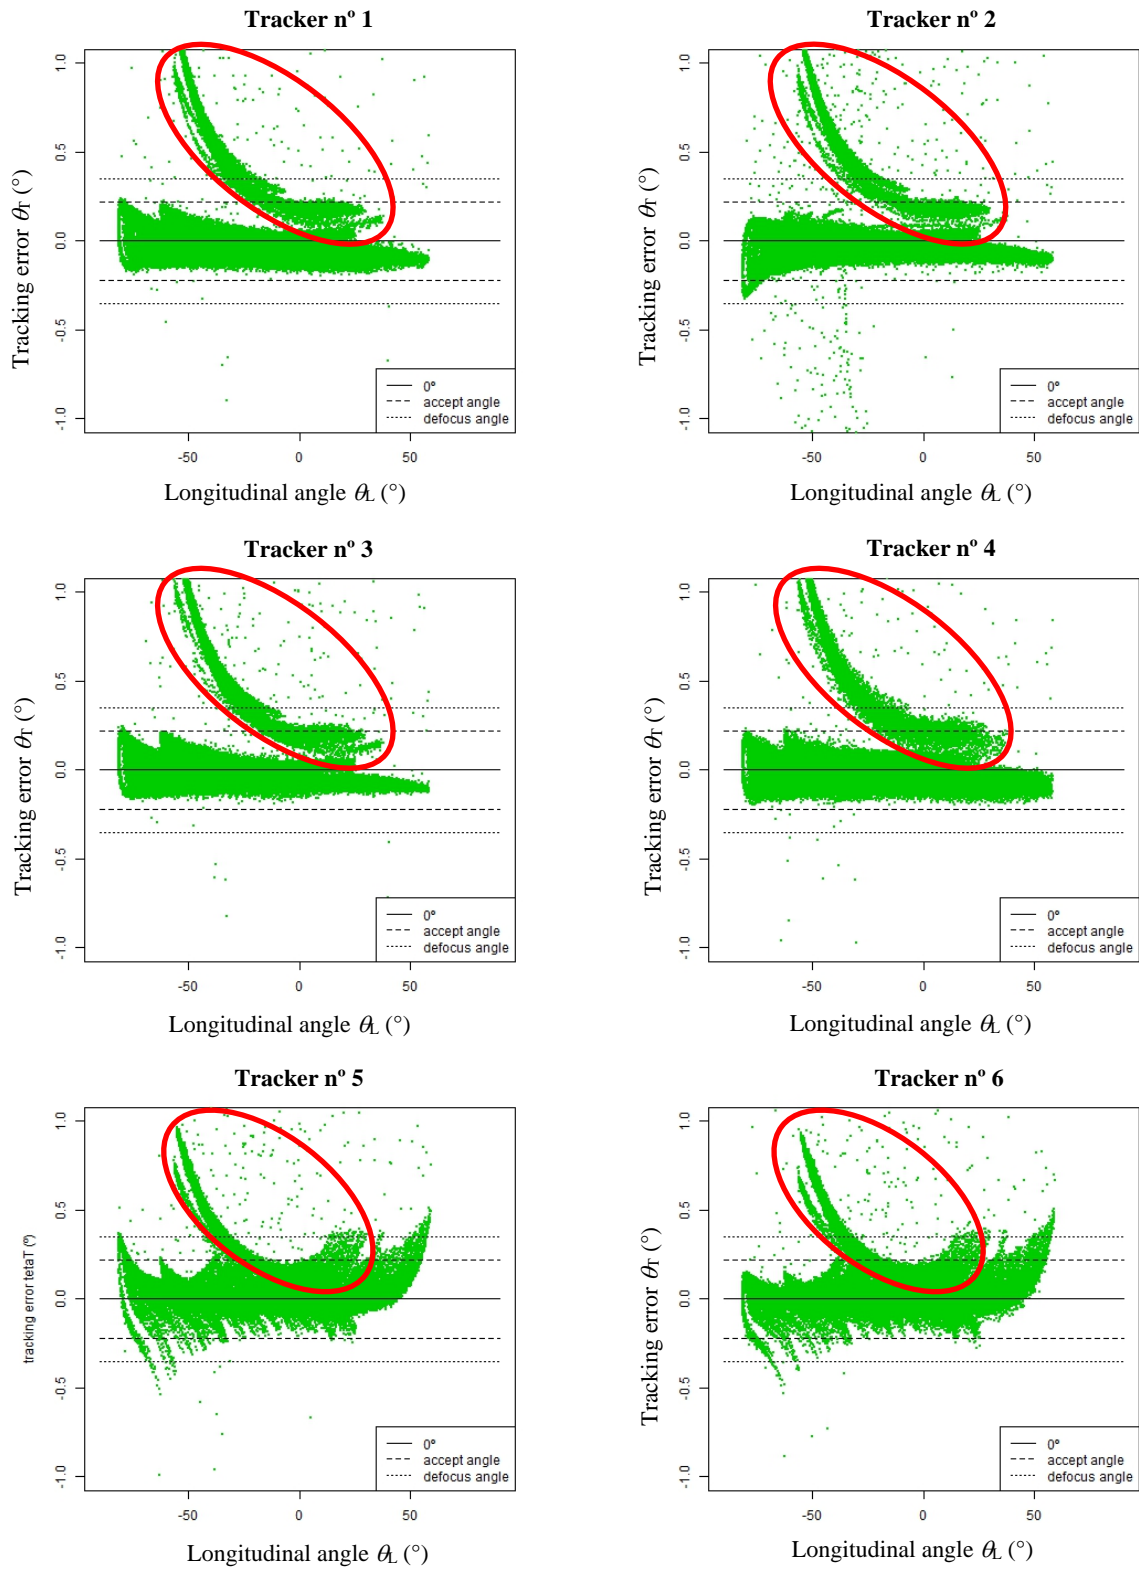 Tracker nº 1
Tracking error θT (°)
1.0
0.5
0.0
-0.5
-1.0
0º
accept angle
defocus angle
-50 0 50
Longitudinal angle θL (°)
Tracker nº 2
Tracking error θT (°)
1.0
0.5
0.0
-0.5
-1.0
0º
accept angle
defocus angle
-50 0 50
Longitudinal angle θL (°)
Tracker nº 3
Tracking error θT (°)
1.0
0.5
0.0
-0.5
-1.0
0º
accept angle
defocus angle
-50 0 50
Longitudinal angle θL (°)
Tracker nº 4
Tracking error θT (°)
1.0
0.5
0.0
-0.5
-1.0
0º
accept angle
defocus angle
-50 0 50
Longitudinal angle θL (°)
Tracker nº 5
tracking error tetaT (º)
1.0
0.5
0.0
-0.5
-1.0
0º
accept angle
defocus angle
-50 0 50
Longitudinal angle θL (°)
Tracker nº 6
Tracking error θT (°)
1.0
0.5
0.0
-0.5
-1.0
0º
accept angle
defocus angle
-50 0 50
Longitudinal angle θL (°)